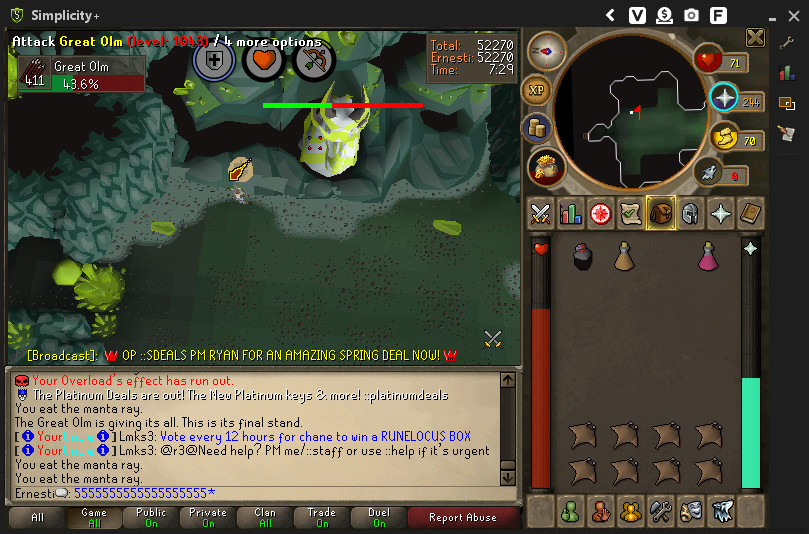 Simplicity+
V
F
Attack Great Olm (level: 1043) / 4 more options
411
Great Olm
43.6%
Total: 52270
Ernesti: 52270
Time: 7:29
71
XP
244
70
0
[Broadcast]: OP ::SDEALS PM RYAN FOR AN AMAZING SPRING DEAL NOW!
Your Overload's effect has run out.
The Platinum Deals are out! The New Platinum keys & more! ::platinumdeals
You eat the manta ray.
The Great Olm is giving its all. This is its final stand.
Lmks3: Vote every 12 hours for chane to win a RUNELOCUS BOX
Lmks3: @r3@Need help? PM me/::staff or use ::help if it's urgent
You eat the manta ray.
You eat the manta ray.
Ernesti: 5555555555555555555*
All
Game
All
Public
On
Private
On
Clan
All
Trade
On
Duel
On
Report Abuse